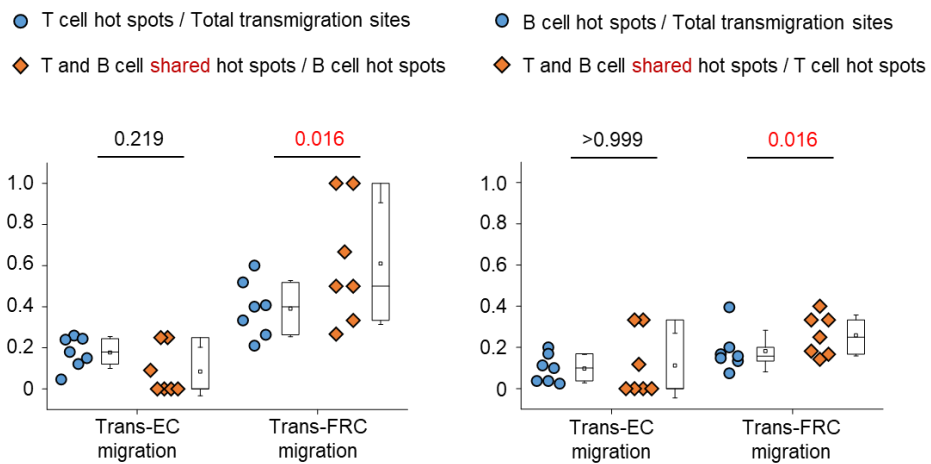 T cell hot spots / Total transmigration sites
T and B cell shared hot spots / B cell hot spots
0.219
0.016
1.0
0.8
0.6
0.4
0.2
0
Trans-EC
migration
Trans-FRC
migration
B cell hot spots / Total transmigration sites
T and B cell shared hot spots / T cell hot spots
>0.999
0.016
1.0
0.8
0.6
0.4
0.2
0
Trans-EC
migration
Trans-FRC
migration